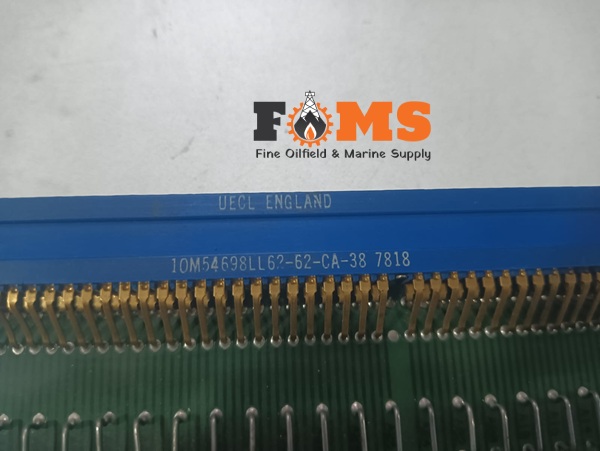 FOMS
Fine Oilfield & Marine Supply
UECL ENGLAND
10M54698LL62-62-CA-38 7818